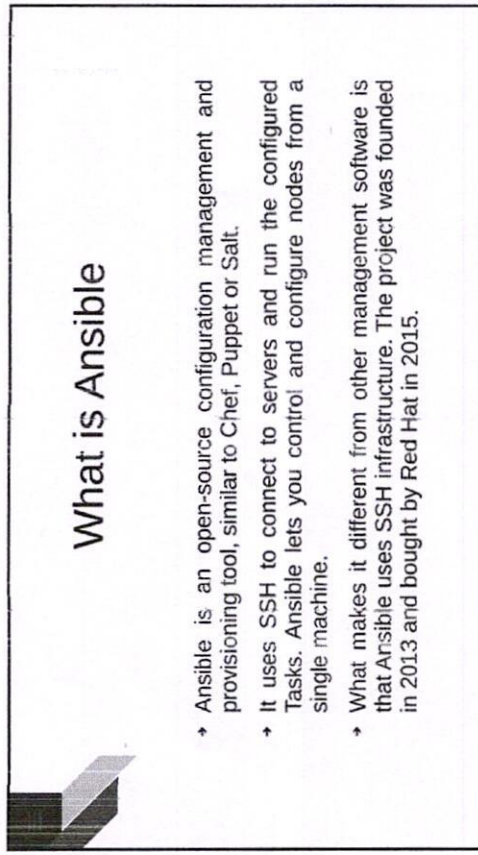 What is Ansible
→ Ansible is an open-source configuration management and
provisioning tool, similar to Chef, Puppet or Salt.
→ It uses SSH to connect to servers and run the configured
Tasks. Ansible lets you control and configure nodes from a
single machine.
→ What makes it different from other management software is
that Ansible uses SSH infrastructure. The project was founded
in 2013 and bought by Red Hat in 2015.